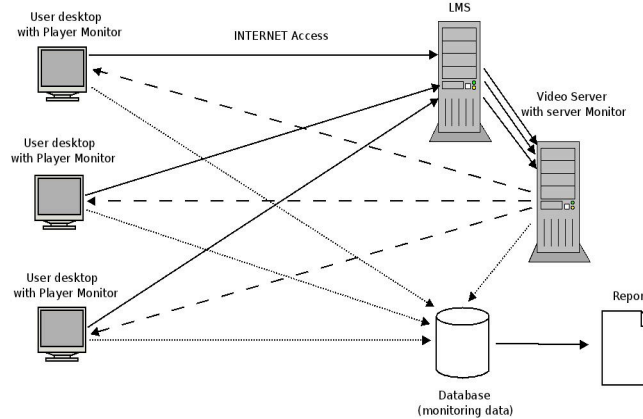 User desktop
with Player Monitor
INTERNET Access
LMS
Video Server
with server Monitor
User desktop
with Player Monitor
User desktop
with Player Monitor
Repor
Database
(monitoring data)